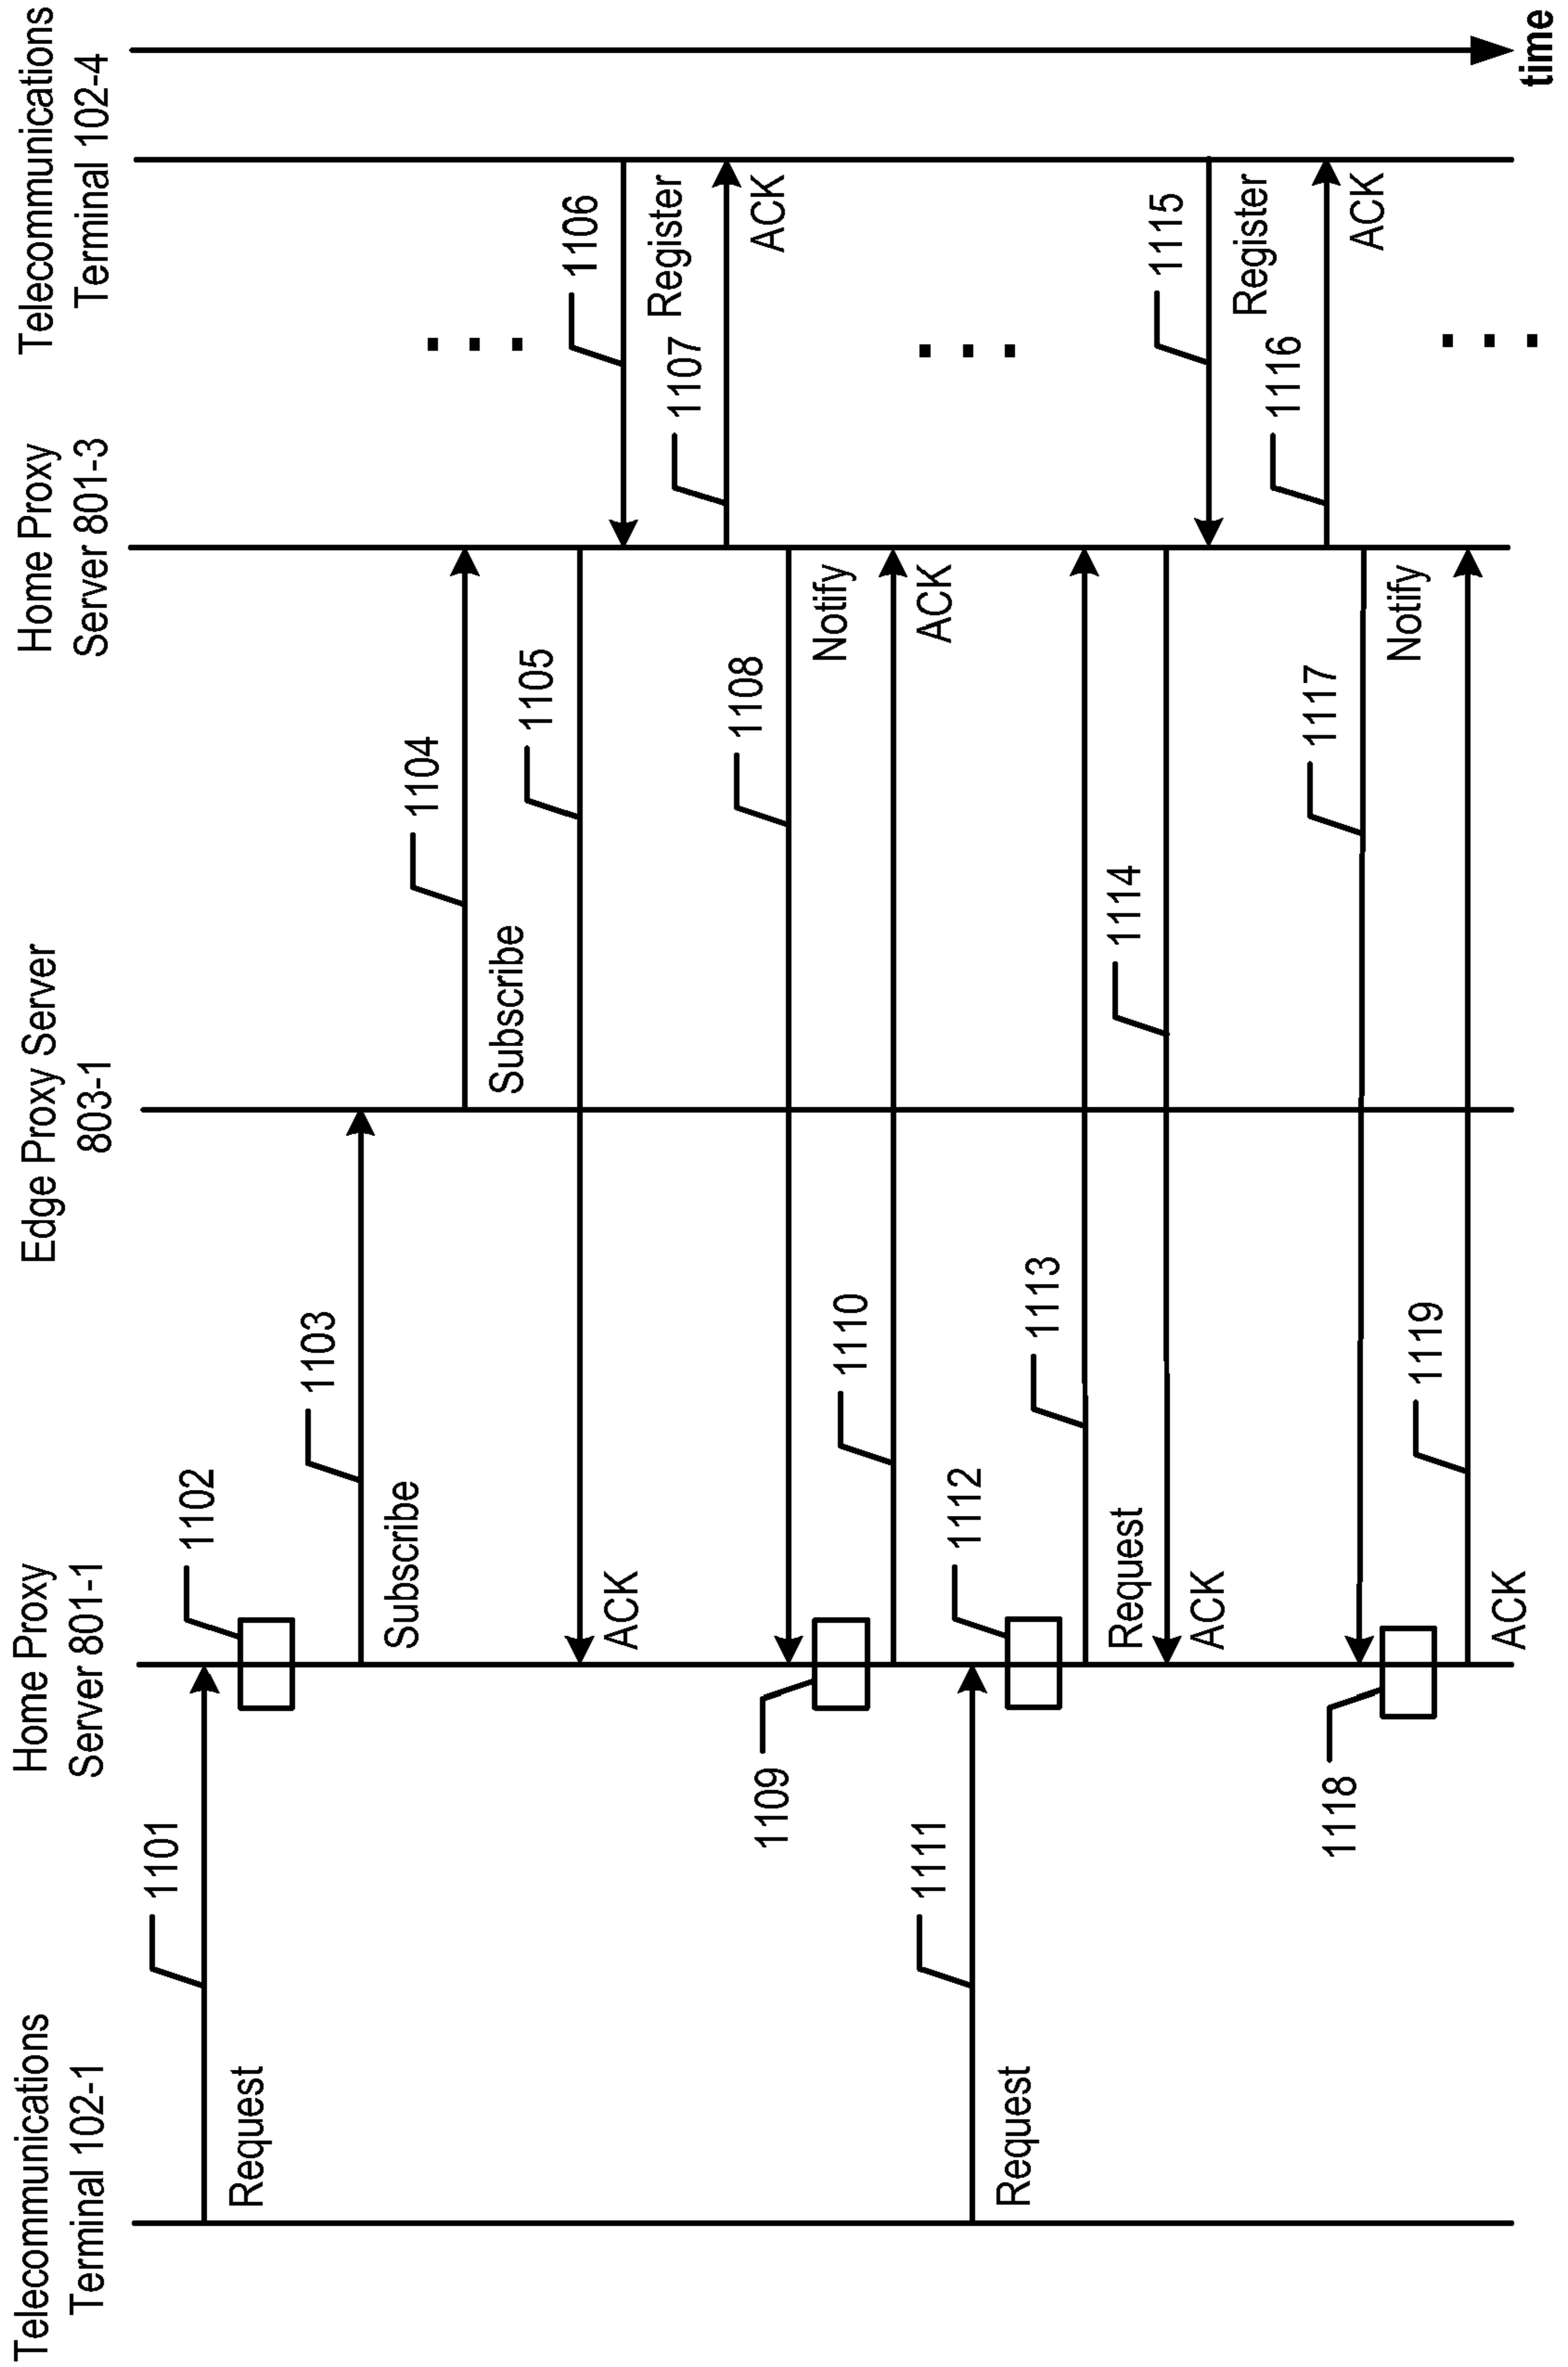 Telecommunications
Terminal 102-1
Home Proxy
Server 801-1
Edge Proxy Server
803-1
Home Proxy
Server 801-3
Telecommunications
Terminal 102-4
1101
Request
1102
1103
Subscribe
1104
Subscribe
1105
ACK
1106
Register
1107
ACK
1108
Notify
1109
1110
ACK
1111
Request
1112
1113
Request
1114
ACK
1115
Register
1116
ACK
1117
Notify
1118
1119
ACK
time